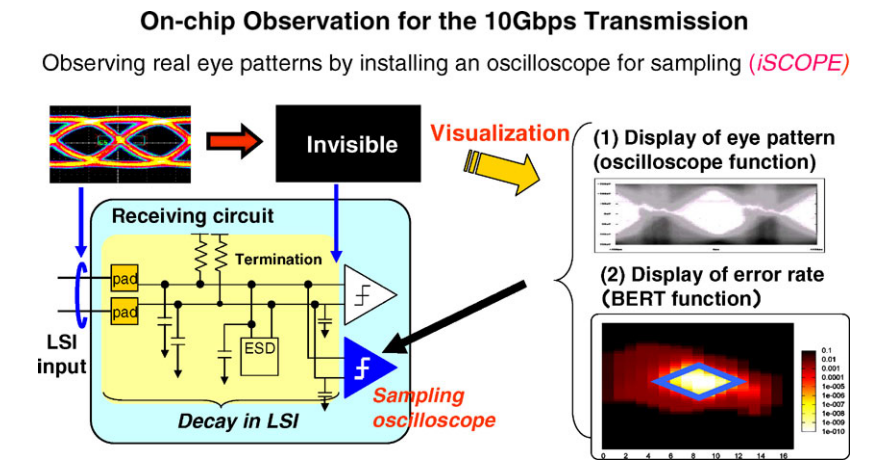 On-chip Observation for the 10Gbps Transmission
Observing real eye patterns by installing an oscilloscope for sampling (iSCOPE)
Invisible
Visualization
(1) Display of eye pattern
(oscilloscope function)
Receiving circuit
Termination
pad
pad
ESD
LSI
input
Decay in LSI
Sampling
oscilloscope
(2) Display of error rate
(BERT function)
0.1
0.01
0.001
0.0001
1e-005
1e-006
1e-007
1e-008
1e-009
1e-010
0 2 4 6 8 10 12 14 16